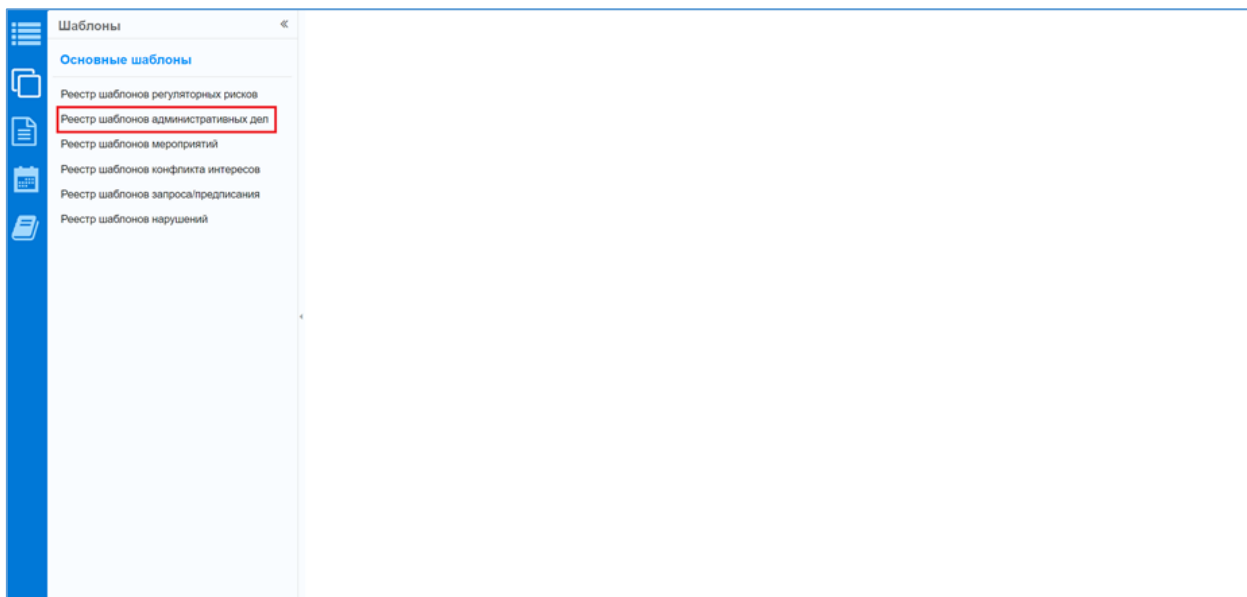 Шаблоны
Основные шаблоны
Реестр шаблонов регуляторных рисков
Реестр шаблонов административных дел
Реестр шаблонов мероприятий
Реестр шаблонов конфликта интересов
Реестр шаблонов запроса/предписания
Реестр шаблонов нарушений